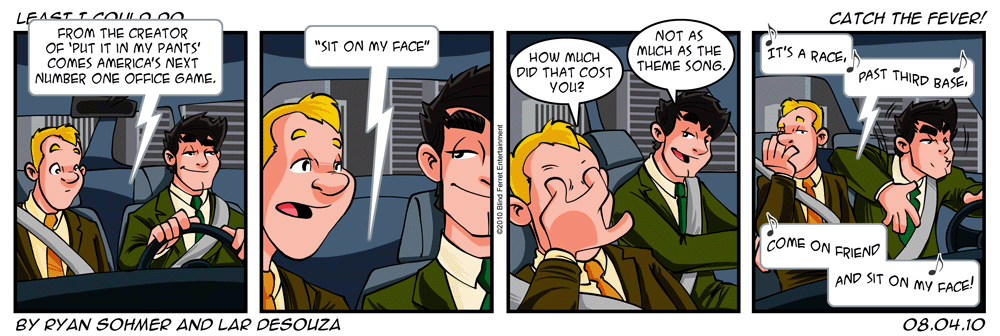 LEAST I COULD DO
CATCH THE FEVER!
FROM THE CREATOR
OF 'PUT IT IN MY PANTS'
COMES AMERICA'S NEXT
NUMBER ONE OFFICE GAME.
"SIT ON MY FACE"
©2010 Blind Ferret Entertainment
HOW MUCH
DID THAT COST
YOU?
NOT AS
MUCH AS THE
THEME SONG.
IT'S A RACE,
PAST THIRD BASE,
COME ON FRIEND
AND SIT ON MY FACE!
BY RYAN SOHMER AND LAR DESOUZA
08.04.10